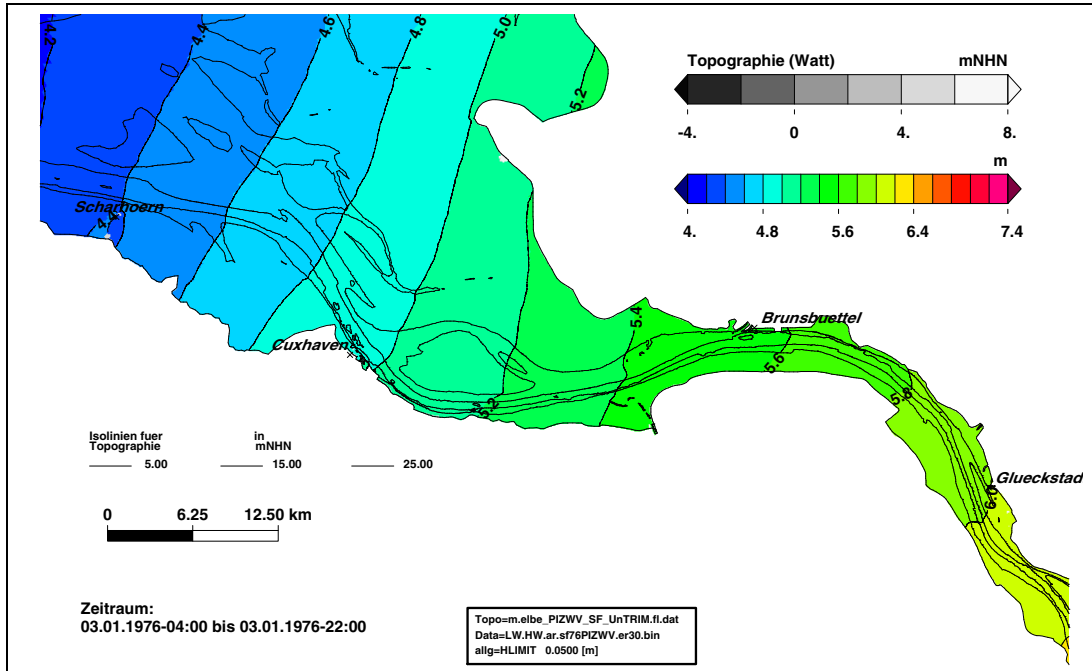 4.2
4.4
4.6
4.8
5.0
5.2
Topographie (Watt) mNHN
-4. 0 4. 8.
m
4. 4.8 5.6 6.4 7.4
Scharhoern
4.4
5.4
Brunsbuettel
Cuxhaven
5.6
5.2
5.8
Isolinien fuer in
Topographie mNHN
5.00 15.00 25.00
Glueckstad
6.0
0 6.25 12.50 km
Zeitraum:
03.01.1976-04:00 bis 03.01.1976-22:00
Topo=m.elbe_PIZWV_SF_UnTRIM.fl.dat
Data=LW.HW.ar.sf76PIZWV.er30.bin
allg=HLIMIT 0.0500 [m]